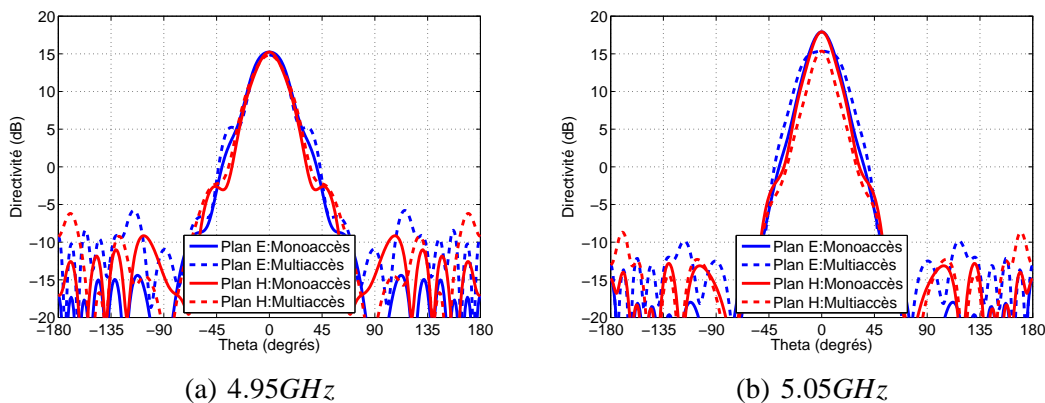 20
15
10
5
0
−5
−10
−15
−20
−180 −135 −90 −45 0 45 90 135 180
Directivité (dB)
Theta (degrés)
Plan E:Monoaccès
Plan E:Multiaccès
Plan H:Monoaccès
Plan H:Multiaccès
(a) 4.95GHz
20
15
10
5
0
−5
−10
−15
−20
−180 −135 −90 −45 0 45 90 135 180
Directivité (dB)
Theta (degrés)
Plan E:Monoaccès
Plan E:Multiaccès
Plan H:Monoaccès
Plan H:Multiaccès
(b) 5.05GHz